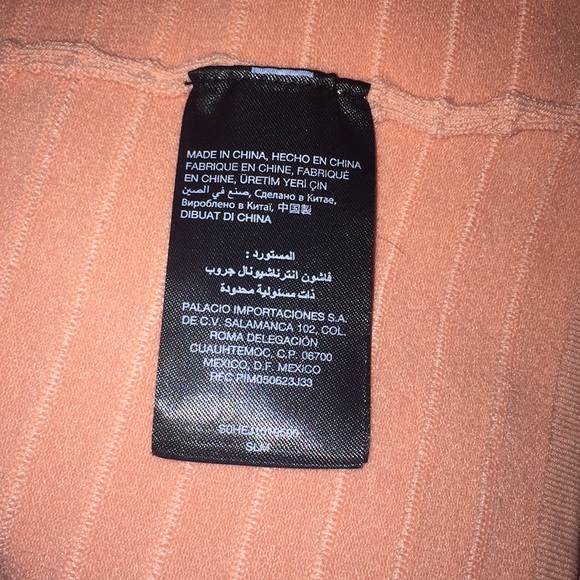 MADE IN CHINA, HECHO EN CHINA
FABRIQUE EN CHINE, FABRIQUÉ
EN CHINE, ÜRETİM YERİ ÇİN
صنع في الصين, Сделано в Китае,
Вироблено в Китаї, 中国製
DIBUAT DI CHINA
المستورد :
فاشون انترناشيونال جروب
ذات مسئولية محدودة
PALACIO IMPORTACIONES S.A.
DE C.V. SALAMANCA 102, COL.
ROMA DELEGACIÓN
CUAUHTEMOC, C.P. 06700
MEXICO, D.F. MEXICO
RFC PIM050623J33
SLM